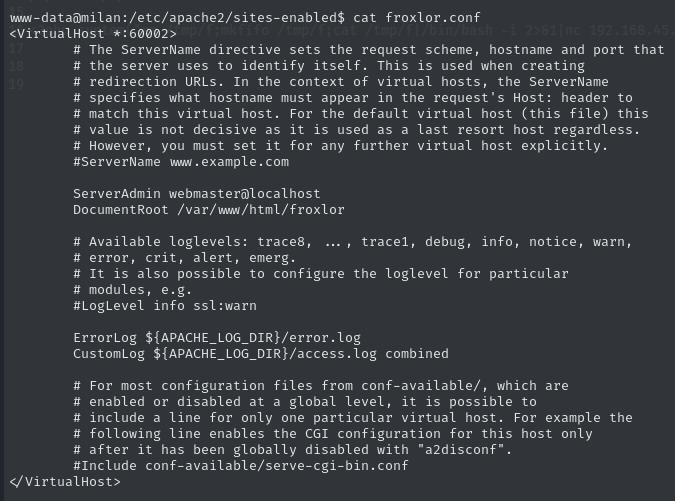 www-data@milan:/etc/apache2/sites-enabled$ cat froxlor.conf
<VirtualHost *:60002>
        # The ServerName directive sets the request scheme, hostname and port that
        # the server uses to identify itself. This is used when creating
        # redirection URLs. In the context of virtual hosts, the ServerName
        # specifies what hostname must appear in the request's Host: header to
        # match this virtual host. For the default virtual host (this file) this
        # value is not decisive as it is used as a last resort host regardless.
        # However, you must set it for any further virtual host explicitly.
        #ServerName www.example.com

        ServerAdmin webmaster@localhost
        DocumentRoot /var/www/html/froxlor

        # Available loglevels: trace8, ..., trace1, debug, info, notice, warn,
        # error, crit, alert, emerg.
        # It is also possible to configure the loglevel for particular
        # modules, e.g.
        #LogLevel info ssl:warn

        ErrorLog ${APACHE_LOG_DIR}/error.log
        CustomLog ${APACHE_LOG_DIR}/access.log combined

        # For most configuration files from conf-available/, which are
        # enabled or disabled at a global level, it is possible to
        # include a line for only one particular virtual host. For example the
        # following line enables the CGI configuration for this host only
        # after it has been globally disabled with "a2disconf".
        #Include conf-available/serve-cgi-bin.conf
</VirtualHost>